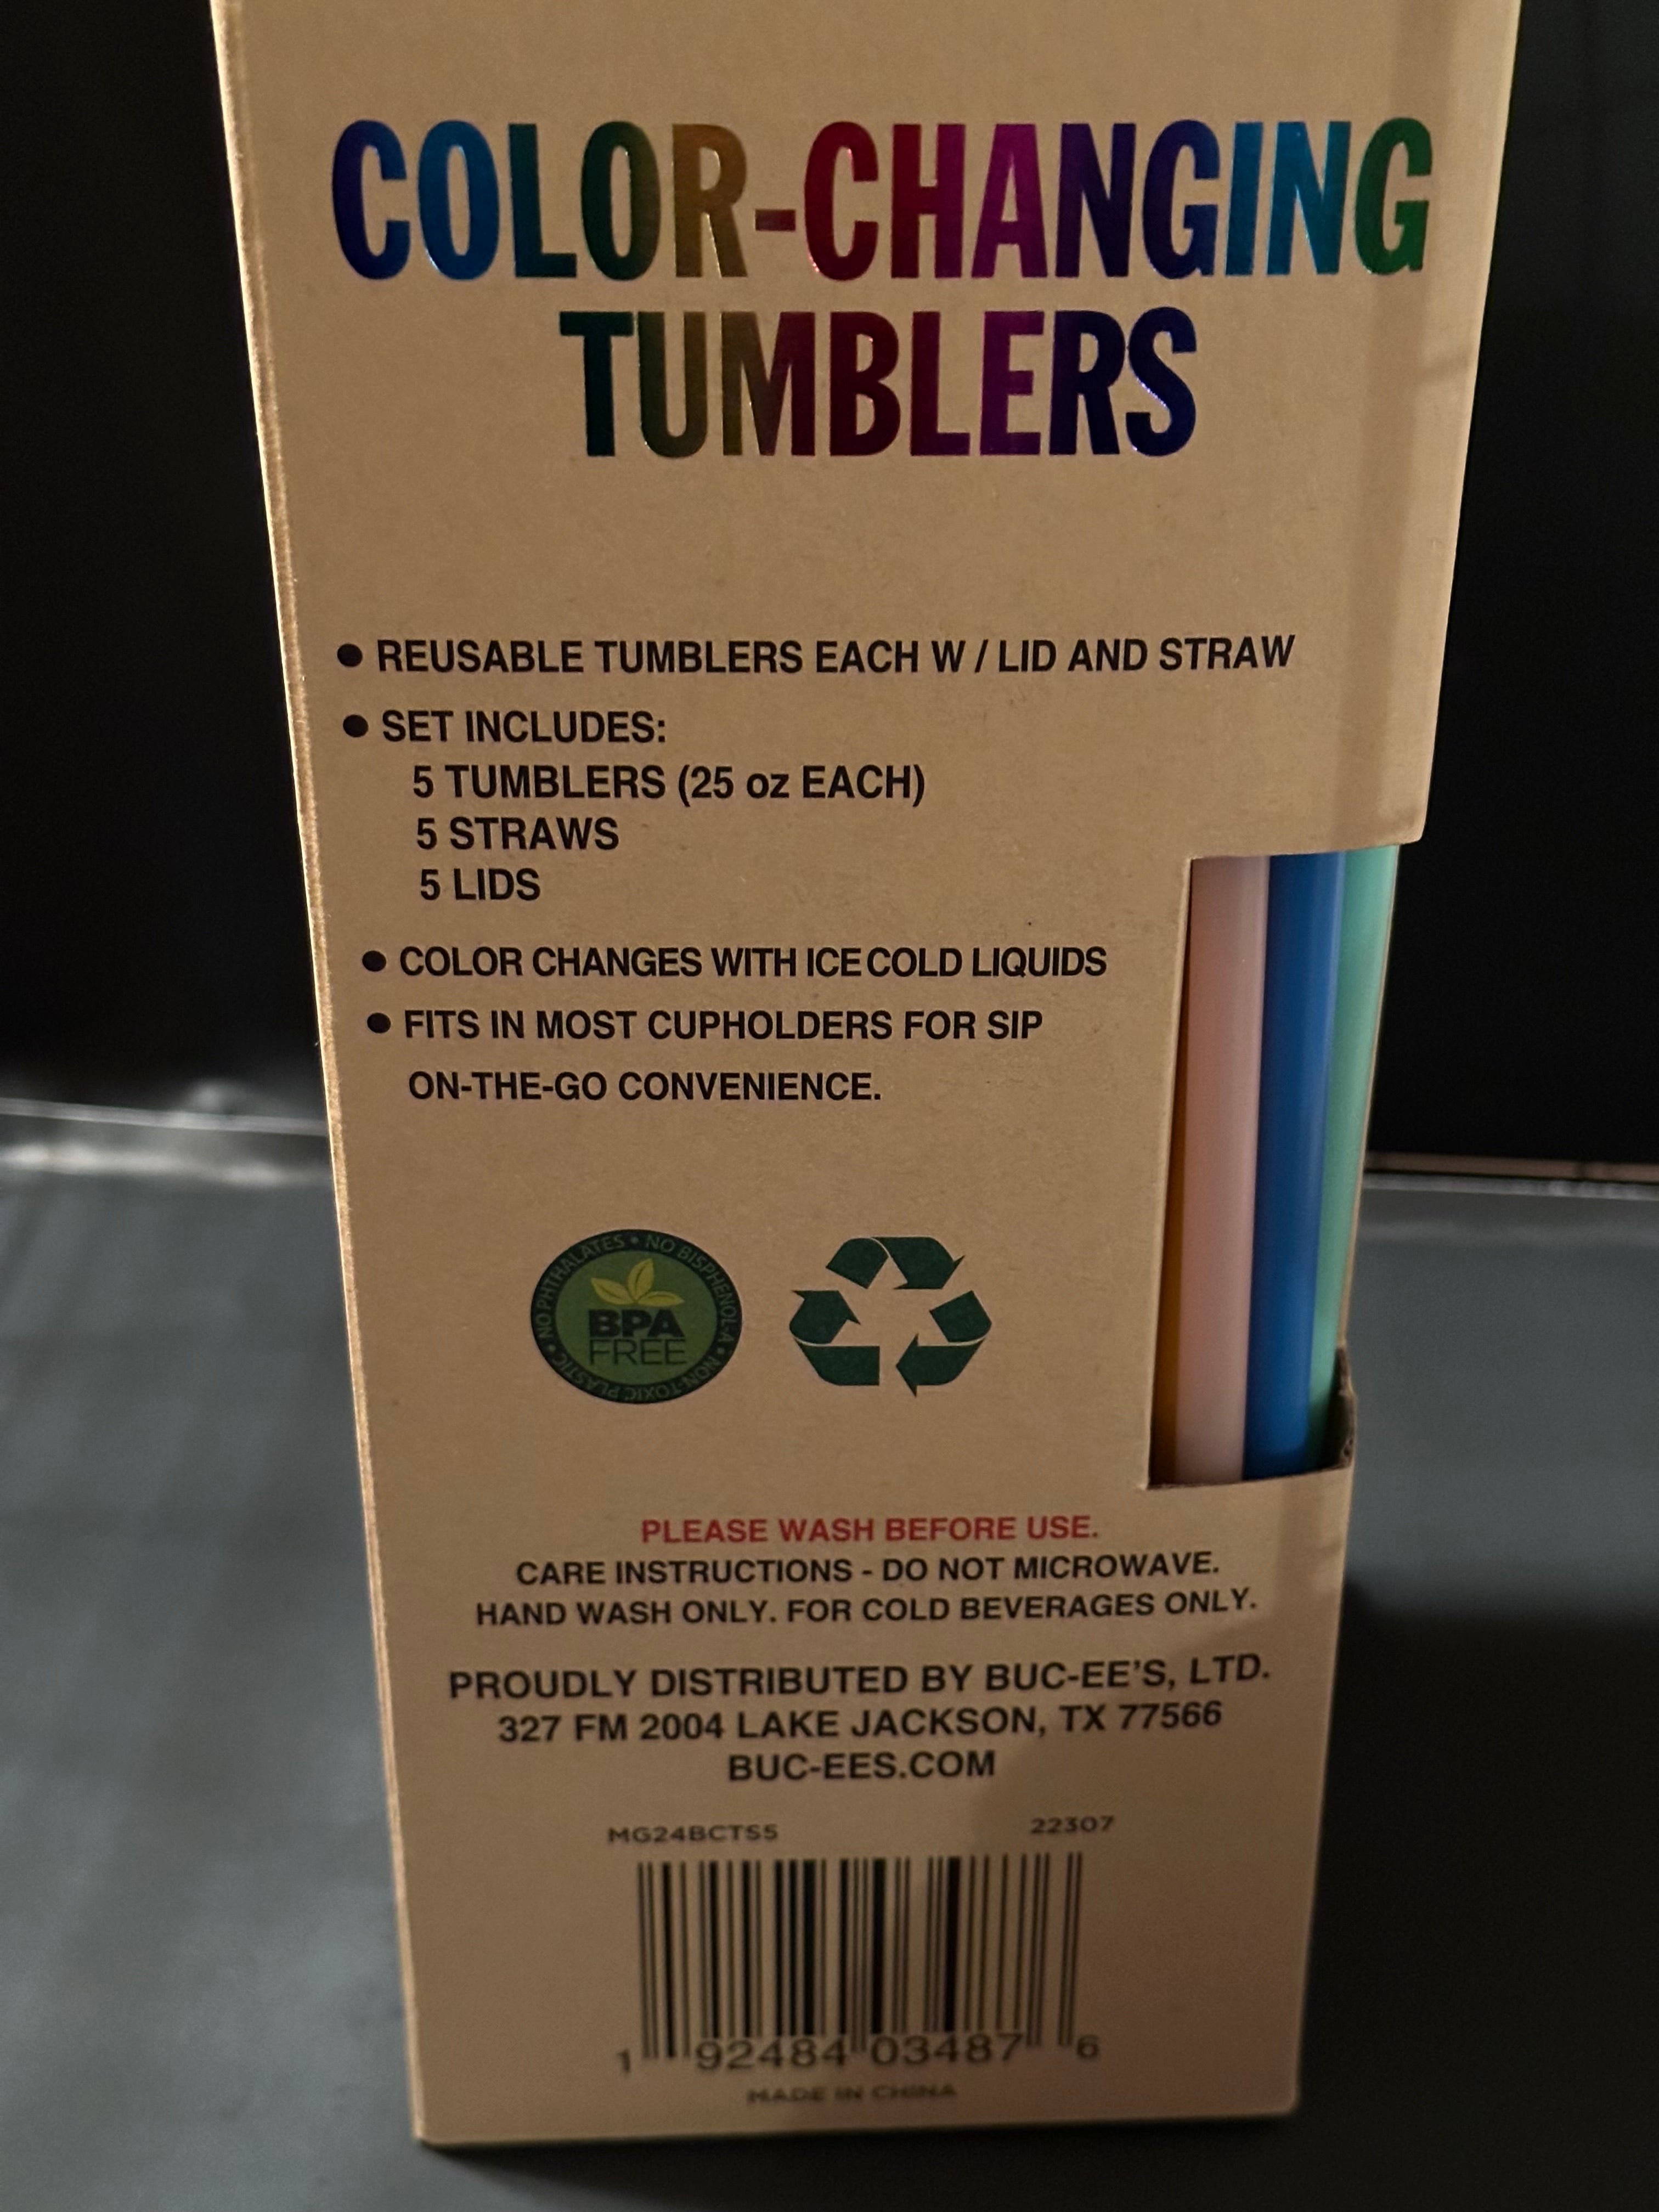 COLOR-CHANGING
TUMBLERS
● REUSABLE TUMBLERS EACH W / LID AND STRAW
● SET INCLUDES:
5 TUMBLERS (25 oz EACH)
5 STRAWS
5 LIDS
● COLOR CHANGES WITH ICE COLD LIQUIDS
● FITS IN MOST CUPHOLDERS FOR SIP
ON-THE-GO CONVENIENCE.
NO PHTHALATES • NO BISPHENOL-A • NON-TOXIC PLASTIC •
BPA
FREE
PLEASE WASH BEFORE USE.
CARE INSTRUCTIONS - DO NOT MICROWAVE.
HAND WASH ONLY. FOR COLD BEVERAGES ONLY.
PROUDLY DISTRIBUTED BY BUC-EE'S, LTD.
327 FM 2004 LAKE JACKSON, TX 77566
BUC-EES.COM
MG24BCTS5 22307
1 92484 03487 6
MADE IN CHINA